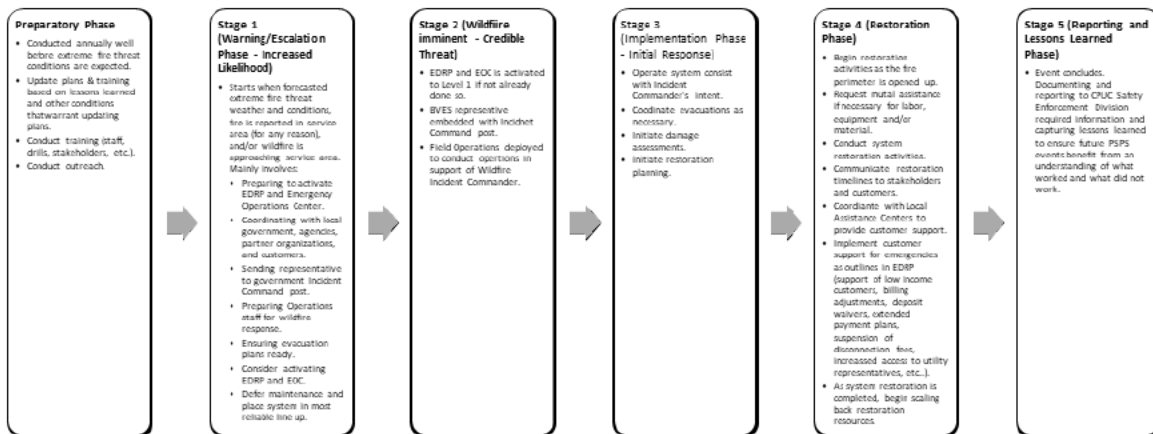 Preparatory Phase
• Conducted annually well
before extreme fire threat
conditions are expected.
• Update plans & training
based on lessons learned
and other conditions
thatwarrant updating
plans.
• Conduct training (staff,
drills, stakeholders, etc.).
• Conduct outreach.
Stage 1
(Warning/Escalation
Phase - Increased
Likelihood)
• Starts when forecasted
extreme fire threat
weather and conditions,
fire is reported in service
area (for any reason),
and/or wildfire is
approaching service area.
Mainly involves:
• Preparing to activate
EDRP and Emergency
Operations Center.
• Coordinating with local
government, agencies,
partner organizations,
and customers.
• Sending representative
to government Incident
Command post.
• Preparing Operations
staff for wildfire
response.
• Ensuring evacuation
plans ready.
• Consider activating
EDRP and EOC.
• Defer maintenance and
place system in most
reliable line up.
Stage 2 (Wildfire
imminent - Credible
Threat)
• EDRP and EOC is activated
to Level 1 if not already
done so.
• BVES representive
embedded with Incidnet
Command post.
• Field Operations deployed
to conduct opertions in
support of Wildfire
Incident Commander.
Stage 3
(Implementation Phase
- Initial Response)
• Operate system consist
with Incident
Commander's intent.
• Coodinate evacuations as
necessary.
• Initiate damage
assessments.
• Initiate restoration
planning.
Stage 4 (Restoration
Phase)
• Begin restoration
activities as the fire
perimeter is opened up.
• Request mutal assistance
if necessary for labor,
equipment and/or
material.
• Conduct system
restoration activities.
• Communicate restoration
timelines to stakeholders
and customers.
• Coordiante with Local
Assistance Centers to
provide customer support.
• Implement customer
support for emergencies
as outlines in EDRP
(support of low income
customers, billing
adjustments, deposit
waivers, extended
payment plans,
suspension of
disconnection fees,
increassed access to utility
representatives, etc..).
• As system restoration is
completed, begin scaling
back restoration
resources.
Stage 5 (Reporting and
Lessons Learned
Phase)
• Event concludes.
Documenting and
reporting to CPUC Safety
Enforcement Division
required information and
capturing lessons learned
to ensure future PSPS
events benefit from an
understanding of what
worked and what did not
work.